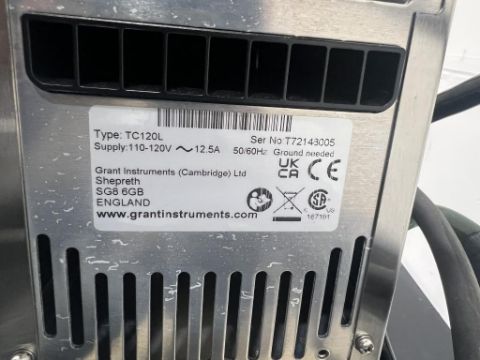 Type: TC120L Ser No:T72143005
Supply:110-120V ~ 12.5A 50/60Hz Ground needed
Grant Instruments (Cambridge) Ltd
Shepreth
SG8 6GB
ENGLAND
www.grantinstruments.com
UK
CA
CE
SA
167191